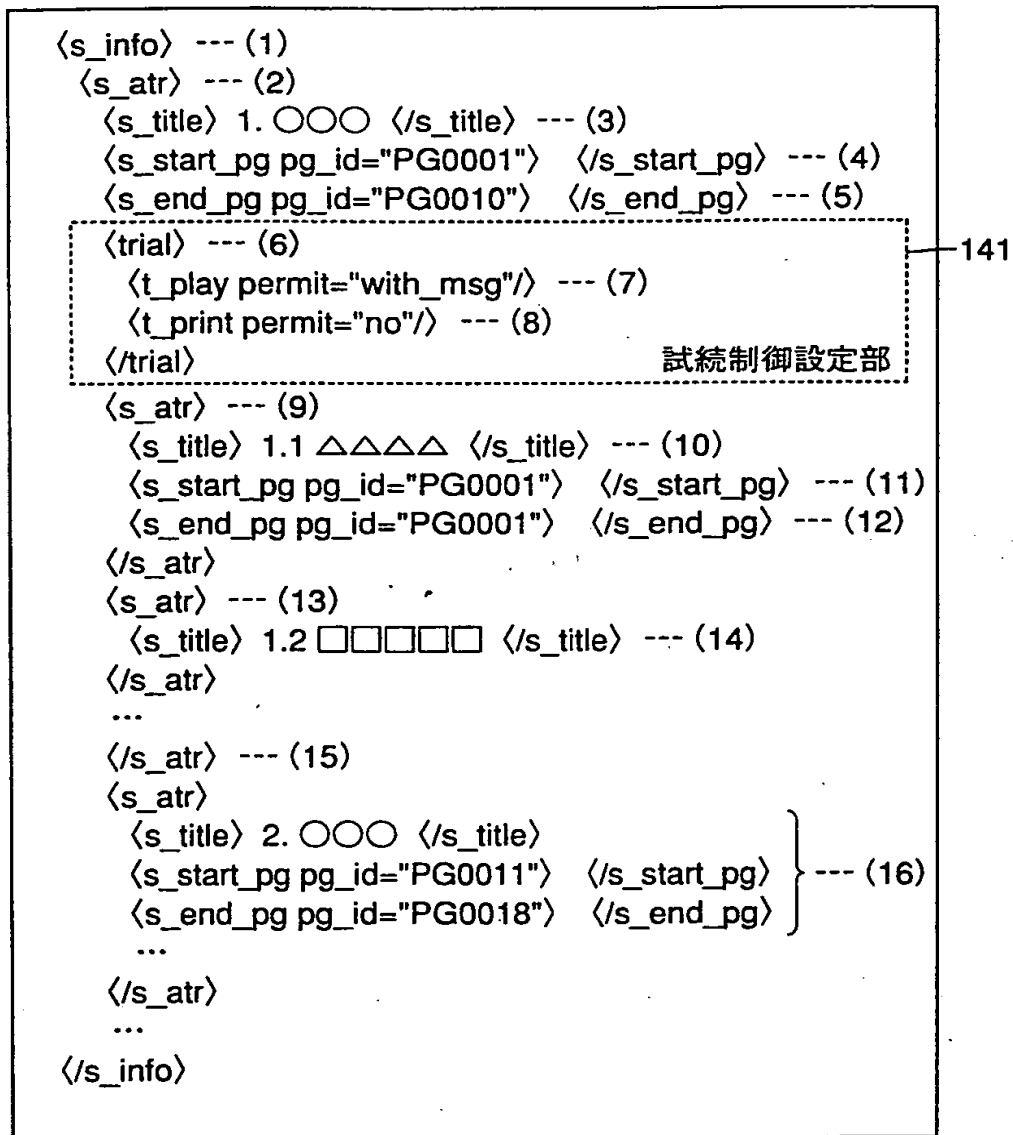 〈s_info〉 --- (1)
〈s_atr〉 --- (2)
〈s_title〉 1. ○○○ 〈/s_title〉 --- (3)
〈s_start_pg pg_id="PG0001"〉 〈/s_start_pg〉 --- (4)
〈s_end_pg pg_id="PG0010"〉 〈/s_end_pg〉 --- (5)
〈trial〉 --- (6)
141
〈t_play permit="with_msg"/〉 --- (7)
〈t_print permit="no"/〉 --- (8)
〈/trial〉 試続制御設定部
〈s_atr〉 --- (9)
〈s_title〉 1.1 △△△△ 〈/s_title〉 --- (10)
〈s_start_pg pg_id="PG0001"〉 〈/s_start_pg〉 --- (11)
〈s_end_pg pg_id="PG0001"〉 〈/s_end_pg〉 --- (12)
〈/s_atr〉
〈s_atr〉 --- (13)
〈s_title〉 1.2 □□□□□ 〈/s_title〉 --- (14)
〈/s_atr〉
...
〈/s_atr〉 --- (15)
〈s_atr〉
〈s_title〉 2. ○○○ 〈/s_title〉
〈s_start_pg pg_id="PG0011"〉 〈/s_start_pg〉 --- (16)
〈s_end_pg pg_id="PG0018"〉 〈/s_end_pg〉
...
〈/s_atr〉
...
〈/s_info〉